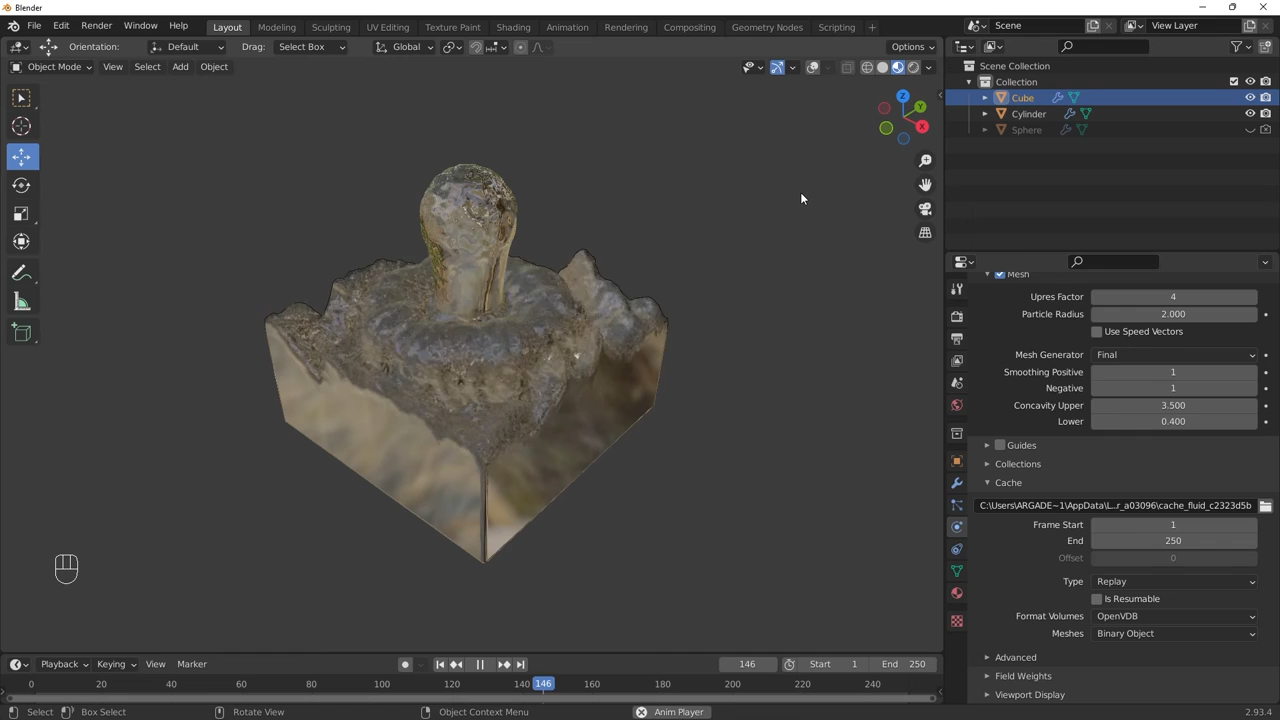 Blender
File Edit Render Window Help
Layout Modeling Sculpting UV Editing Texture Paint Shading Animation Rendering Compositing Geometry Nodes Scripting +
Scene
View Layer
Orientation: Default Drag: Select Box Global Options
Object Mode View Select Add Object
Z
Y
X
Scene Collection
Collection
Cube
Cylinder
Sphere
Mesh
Upres Factor 4
Particle Radius 2.000
Use Speed Vectors
Mesh Generator Final
Smoothing Positive 1
Negative 1
Concavity Upper 3.500
Lower 0.400
Guides
Collections
Cache
C:\Users\ARGADE~1\AppData\L...r_a03096\cache_fluid_c2323d5b
Frame Start 1
End 250
Offset 0
Type Replay
Is Resumable
Format Volumes OpenVDB
Meshes Binary Object
Advanced
Field Weights
Viewport Display
Playback Keying View Marker 146 Start 1 End 250
0 20 40 60 80 100 120 140 146 160 180 200 220 240
Select Box Select Rotate View Object Context Menu Anim Player 2.93.4